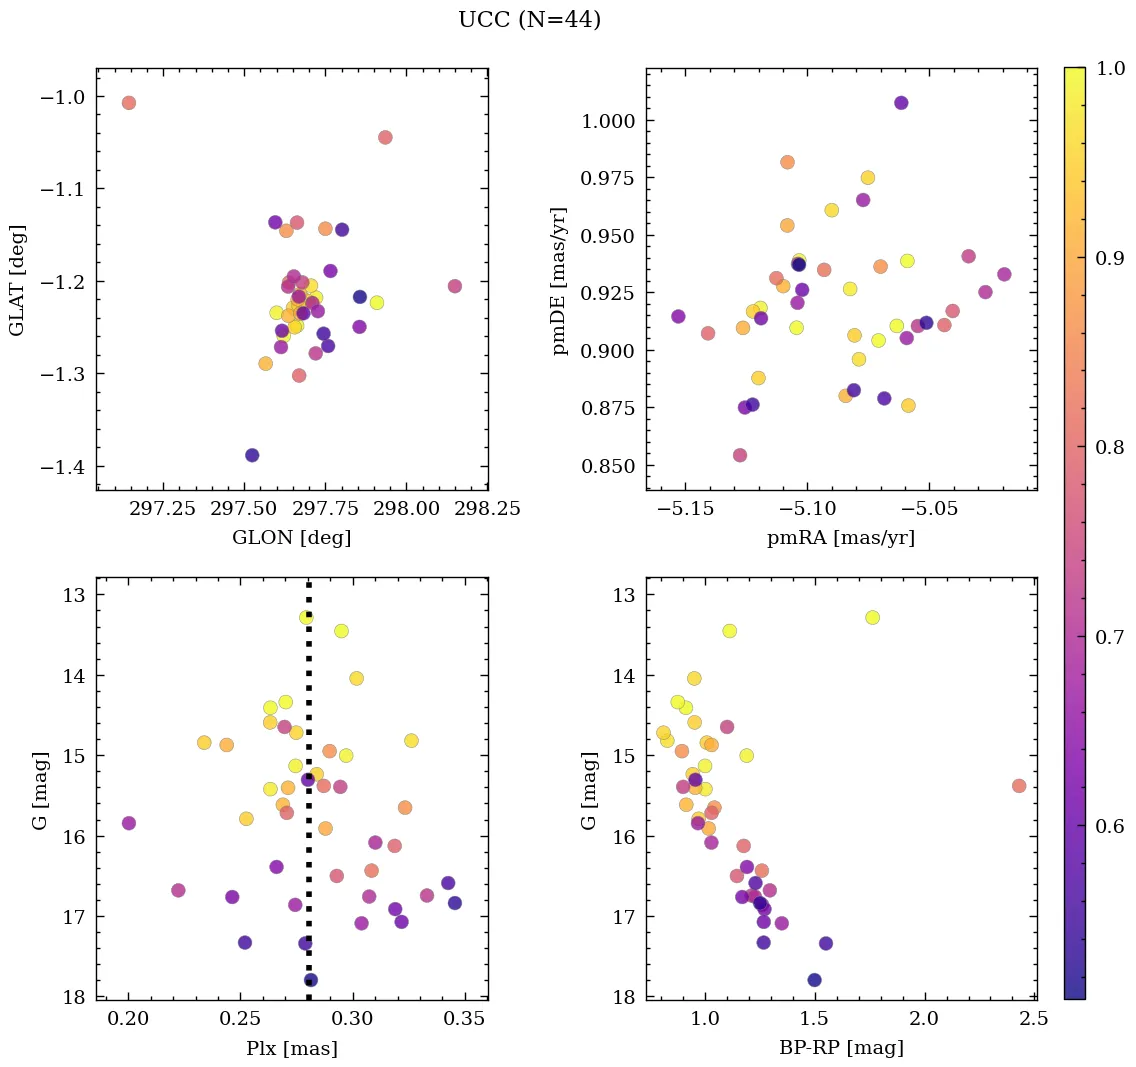 UCC (N=44)
−1.0
−1.1
−1.2
−1.3
−1.4
GLAT [deg]
297.25 297.50 297.75 298.00 298.25
GLON [deg]
1.000
0.975
0.950
0.925
0.900
0.875
0.850
pmDE [mas/yr]
−5.15 −5.10 −5.05
pmRA [mas/yr]
13
14
15
16
17
18
G [mag]
0.20 0.25 0.30 0.35
Plx [mas]
13
14
15
16
17
18
G [mag]
1.0 1.5 2.0 2.5
BP-RP [mag]
1.0
0.9
0.8
0.7
0.6